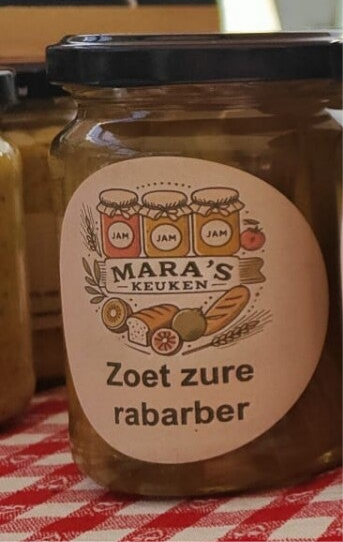 JAM JAM JAM
MARA'S
KEUKEN
Zoet zure
rabarber